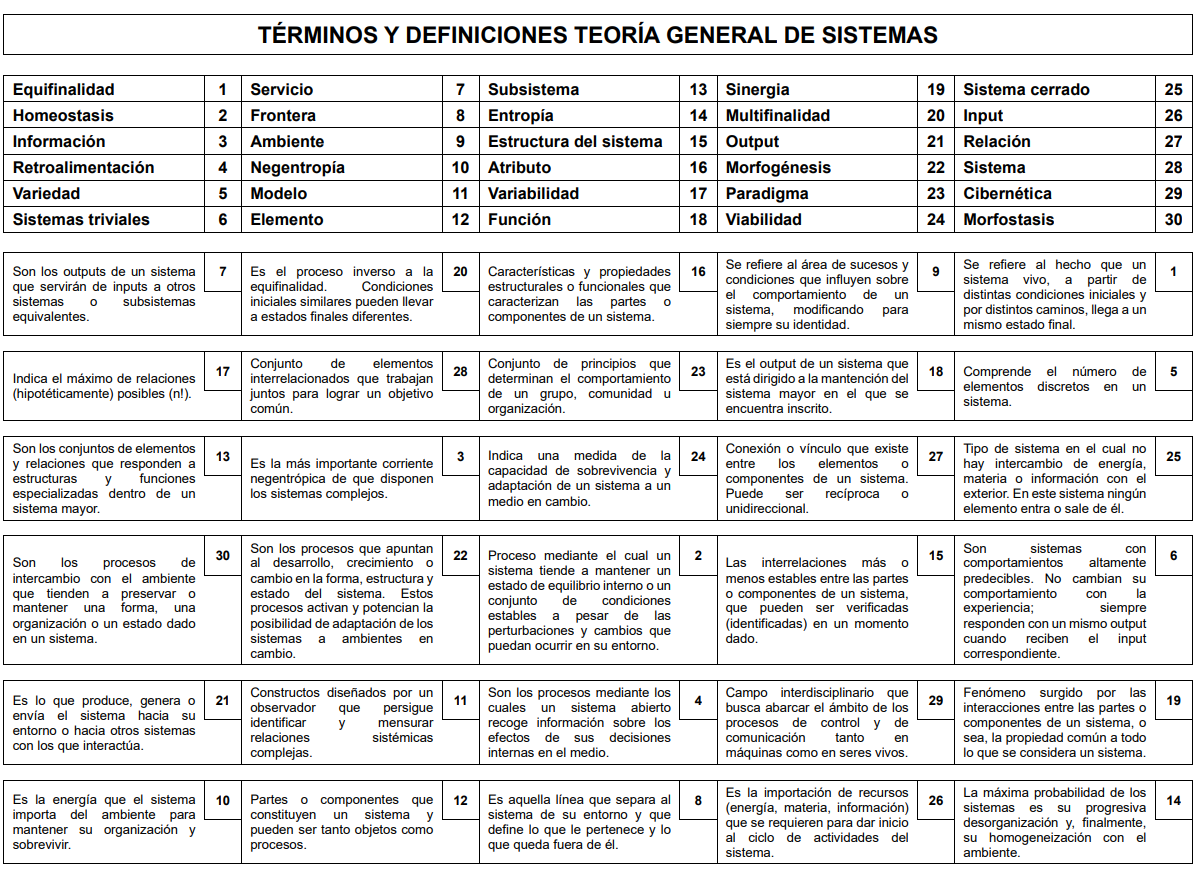 TÉRMINOS Y DEFINICIONES TEORÍA GENERAL DE SISTEMAS
Equifinalidad 1 Servicio 7 Subsistema 13 Sinergia 19 Sistema cerrado 25
Homeostasis 2 Frontera 8 Entropía 14 Multifinalidad 20 Input 26
Información 3 Ambiente 9 Estructura del sistema 15 Output 21 Relación 27
Retroalimentación 4 Negentropía 10 Atributo 16 Morfogénesis 22 Sistema 28
Variedad 5 Modelo 11 Variabilidad 17 Paradigma 23 Cibernética 29
Sistemas triviales 6 Elemento 12 Función 18 Viabilidad 24 Morfostasis 30
Son los outputs de un sistema
que servirán de inputs a otros
sistemas o subsistemas
equivalentes.
7
Es el proceso inverso a la
equifinalidad. Condiciones
iniciales similares pueden llevar
a estados finales diferentes.
20
Características y propiedades
estructurales o funcionales que
caracterizan las partes o
componentes de un sistema.
16
Se refiere al área de sucesos y
condiciones que influyen sobre
el comportamiento de un
sistema, modificando para
siempre su identidad.
9
Se refiere al hecho que un
sistema vivo, a partir de
distintas condiciones iniciales y
por distintos caminos, llega a un
mismo estado final.
1
Indica el máximo de relaciones
(hipotéticamente) posibles (n!).
17
Conjunto de elementos
interrelacionados que trabajan
juntos para lograr un objetivo
común.
28
Conjunto de principios que
determinan el comportamiento
de un grupo, comunidad u
organización.
23
Es el output de un sistema que
está dirigido a la mantención del
sistema mayor en el que se
encuentra inscrito.
18
Comprende el número de
elementos discretos en un
sistema.
5
Son los conjuntos de elementos
y relaciones que responden a
estructuras y funciones
especializadas dentro de un
sistema mayor.
13
Es la más importante corriente
negentrópica de que disponen
los sistemas complejos.
3
Indica una medida de la
capacidad de sobrevivencia y
adaptación de un sistema a un
medio en cambio.
24
Conexión o vínculo que existe
entre los elementos o
componentes de un sistema.
Puede ser recíproca o
unidireccional.
27
Tipo de sistema en el cual no
hay intercambio de energía,
materia o información con el
exterior. En este sistema ningún
elemento entra o sale de él.
25
Son los procesos de
intercambio con el ambiente
que tienden a preservar o
mantener una forma, una
organización o un estado dado
en un sistema.
30
Son los procesos que apuntan
al desarrollo, crecimiento o
cambio en la forma, estructura y
estado del sistema. Estos
procesos activan y potencian la
posibilidad de adaptación de los
sistemas a ambientes en
cambio.
22
Proceso mediante el cual un
sistema tiende a mantener un
estado de equilibrio interno o un
conjunto de condiciones
estables a pesar de las
perturbaciones y cambios que
puedan ocurrir en su entorno.
2
Las interrelaciones más o
menos estables entre las partes
o componentes de un sistema,
que pueden ser verificadas
(identificadas) en un momento
dado.
15
Son sistemas con
comportamientos altamente
predecibles. No cambian su
comportamiento con la
experiencia; siempre
responden con un mismo output
cuando reciben el input
correspondiente.
6
Es lo que produce, genera o
envía el sistema hacia su
entorno o hacia otros sistemas
con los que interactúa.
21
Constructos diseñados por un
observador que persigue
identificar y mensurar
relaciones sistémicas
complejas.
11
Son los procesos mediante los
cuales un sistema abierto
recoge información sobre los
efectos de sus decisiones
internas en el medio.
4
Campo interdisciplinario que
busca abarcar el ámbito de los
procesos de control y de
comunicación tanto en
máquinas como en seres vivos.
29
Fenómeno surgido por las
interacciones entre las partes o
componentes de un sistema, o
sea, la propiedad común a todo
lo que se considera un sistema.
19
Es la energía que el sistema
importa del ambiente para
mantener su organización y
sobrevivir.
10
Partes o componentes que
constituyen un sistema y
pueden ser tanto objetos como
procesos.
12
Es aquella línea que separa al
sistema de su entorno y que
define lo que le pertenece y lo
que queda fuera de él.
8
Es la importación de recursos
(energía, materia, información)
que se requieren para dar inicio
al ciclo de actividades del
sistema.
26
La máxima probabilidad de los
sistemas es su progresiva
desorganización y, finalmente,
su homogeneización con el
ambiente.
14